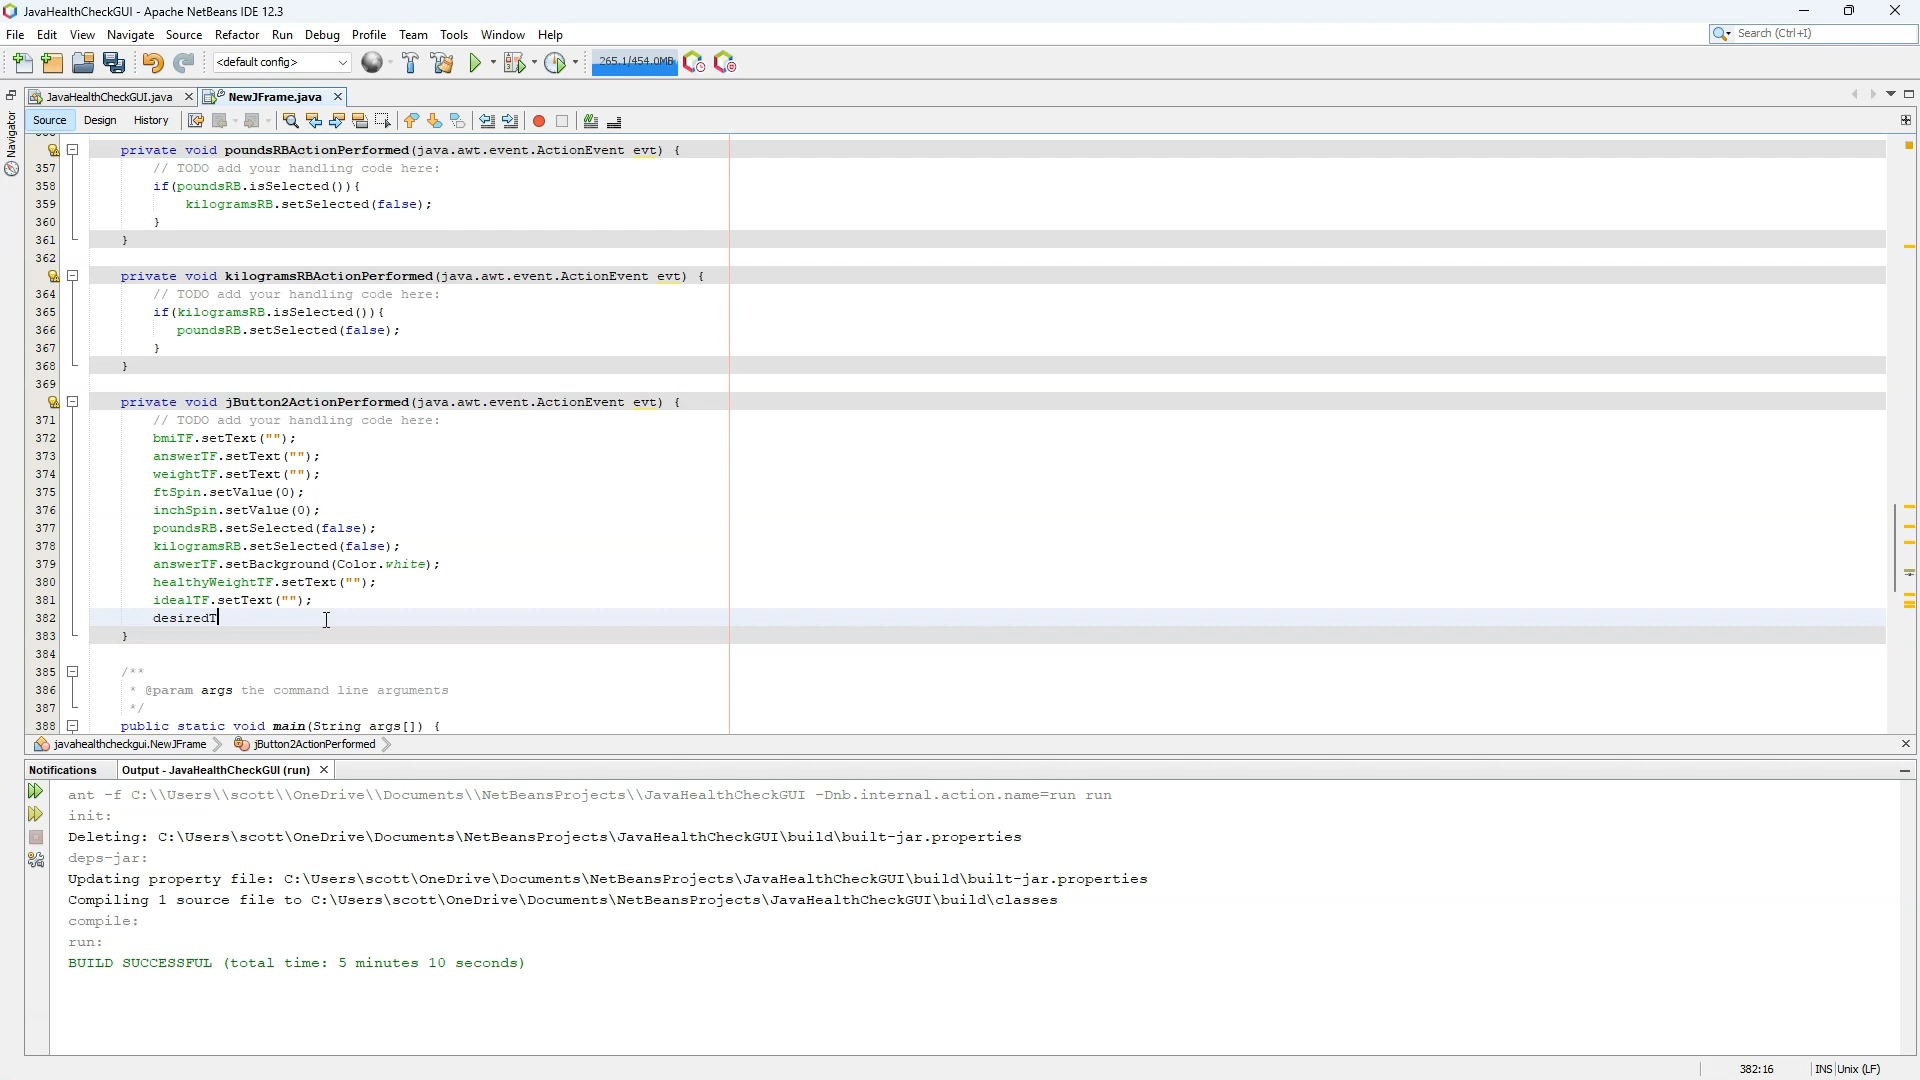 JavaHealthCheckGUI - Apache NetBeans IDE 12.3
File Edit View Navigate Source Refactor Run Debug Profile Team Tools Window Help
Search (Ctrl+I)
<default config>
265.1/454.0MB
JavaHealthCheckGUI.java
NewJFrame.java
Navigator
Source Design History
private void poundsRBActionPerformed(java.awt.event.ActionEvent evt) {
357 // TODO add your handling code here:
358 if(poundsRB.isSelected()){
359 kilogramsRB.setSelected(false);
360 }
361 }
362
private void kilogramsRBActionPerformed(java.awt.event.ActionEvent evt) {
364 // TODO add your handling code here:
365 if(kilogramsRB.isSelected()){
366 poundsRB.setSelected(false);
367 }
368 }
369
private void jButton2ActionPerformed(java.awt.event.ActionEvent evt) {
371 // TODO add your handling code here:
372 bmiTF.setText("");
373 answerTF.setText("");
374 weightTF.setText("");
375 ftSpin.setValue(0);
376 inchSpin.setValue(0);
377 poundsRB.setSelected(false);
378 kilogramsRB.setSelected(false);
379 answerTF.setBackground(Color.white);
380 healthyWeightTF.setText("");
381 idealTF.setText("");
382 desiredT
383 }
384
385 /**
386 * @param args the command line arguments
387 */
388 public static void main(String args[]) {
javahealthcheckgui.NewJFrame jButton2ActionPerformed
Notifications Output - JavaHealthCheckGUI (run)
ant -f C:\\Users\\scott\\OneDrive\\Documents\\NetBeansProjects\\JavaHealthCheckGUI -Dnb.internal.action.name=run run
init:
Deleting: C:\Users\scott\OneDrive\Documents\NetBeansProjects\JavaHealthCheckGUI\build\built-jar.properties
deps-jar:
Updating property file: C:\Users\scott\OneDrive\Documents\NetBeansProjects\JavaHealthCheckGUI\build\built-jar.properties
Compiling 1 source file to C:\Users\scott\OneDrive\Documents\NetBeansProjects\JavaHealthCheckGUI\build\classes
compile:
run:
BUILD SUCCESSFUL (total time: 5 minutes 10 seconds)
382:16 INS Unix (LF)